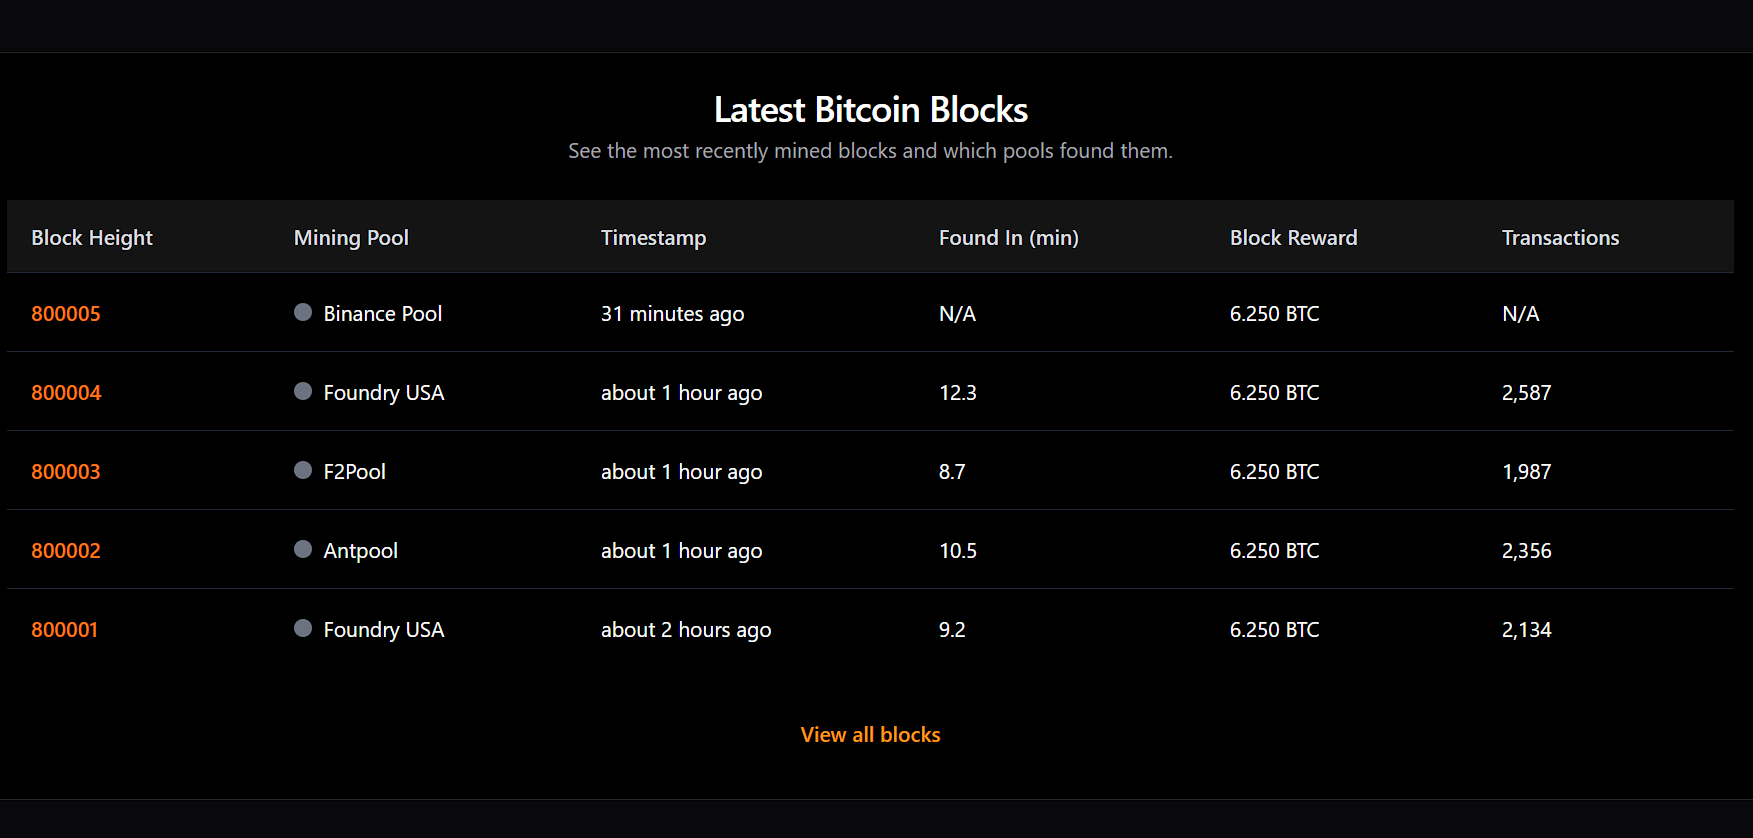 Latest Bitcoin Blocks
See the most recently mined blocks and which pools found them.
Block Height Mining Pool Timestamp Found In (min) Block Reward Transactions
800005 Binance Pool 31 minutes ago N/A 6.250 BTC N/A
800004 Foundry USA about 1 hour ago 12.3 6.250 BTC 2,587
800003 F2Pool about 1 hour ago 8.7 6.250 BTC 1,987
800002 Antpool about 1 hour ago 10.5 6.250 BTC 2,356
800001 Foundry USA about 2 hours ago 9.2 6.250 BTC 2,134
View all blocks